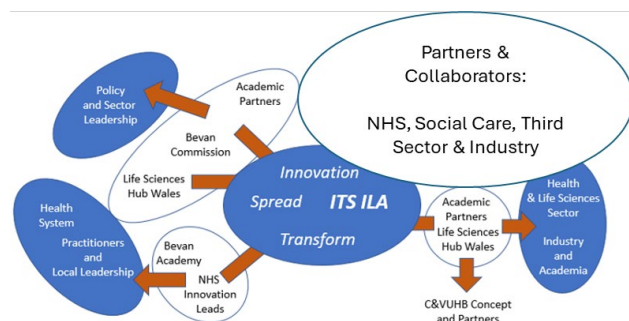 Partners &
Collaborators:
NHS, Social Care, Third
Sector & Industry
Policy
and Sector
Leadership
Academic
Partners
Bevan
Commission
Life Sciences
Hub Wales
Innovation
Spread ITS ILA
Transform
Health
System
Practitioners
and
Local Leadership
Bevan
Academy
NHS
Innovation
Leads
Academic
Partners
Life Sciences
Hub Wales
Health
& Life Sciences
Sector
Industry
and
Academia
C&VUHB Concept
and Partners